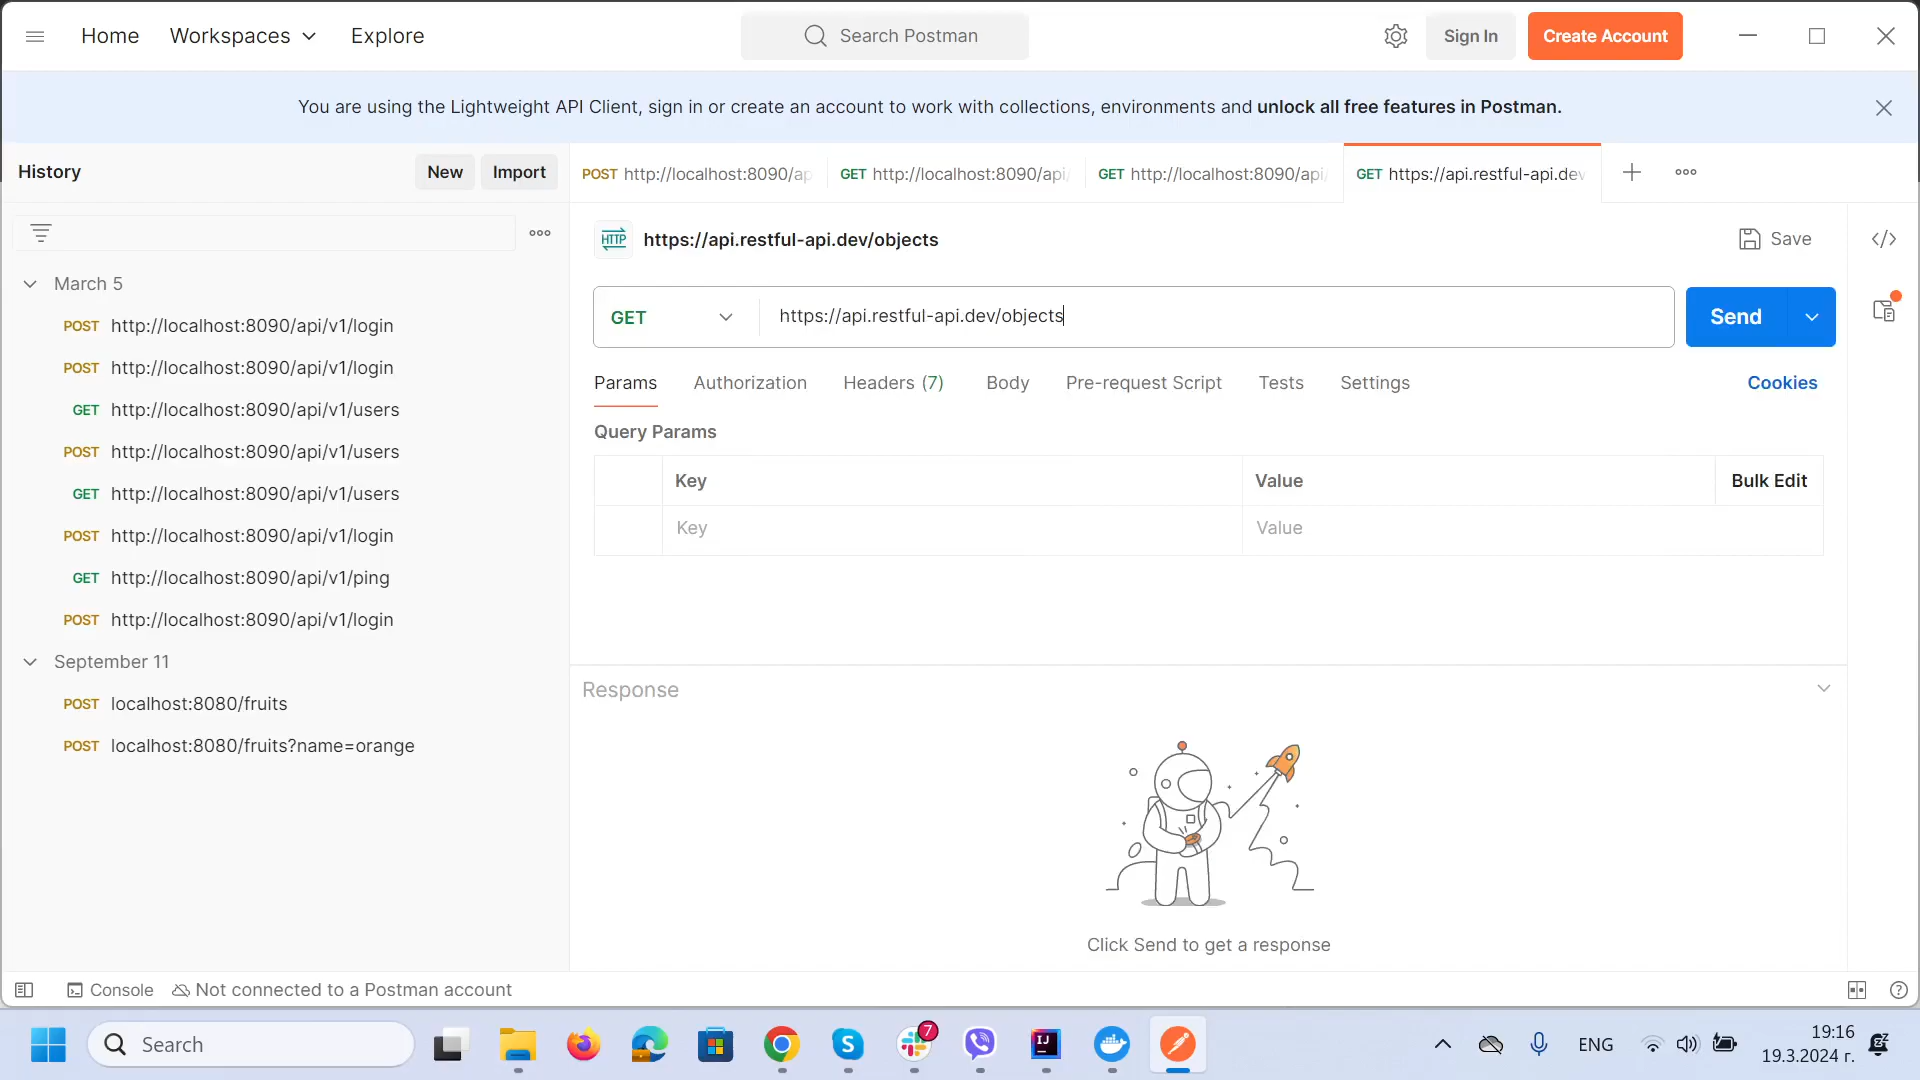 Home Workspaces Explore Search Postman Sign In Create Account
You are using the Lightweight API Client, sign in or create an account to work with collections, environments and unlock all free features in Postman.
History New Import
POST http://localhost:8090/ap GET http://localhost:8090/api/ GET http://localhost:8090/api/ GET https://api.restful-api.dev
HTTP https://api.restful-api.dev/objects Save
March 5
POST http://localhost:8090/api/v1/login
POST http://localhost:8090/api/v1/login
GET http://localhost:8090/api/v1/users
POST http://localhost:8090/api/v1/users
GET http://localhost:8090/api/v1/users
POST http://localhost:8090/api/v1/login
GET http://localhost:8090/api/v1/ping
POST http://localhost:8090/api/v1/login
September 11
POST localhost:8080/fruits
POST localhost:8080/fruits?name=orange
GET https://api.restful-api.dev/objects Send
Params Authorization Headers (7) Body Pre-request Script Tests Settings Cookies
Query Params
Key Value Bulk Edit
Key Value
Response
Click Send to get a response
Console Not connected to a Postman account
Search S 7 IJ ENG 19:16
19.3.2024 г.